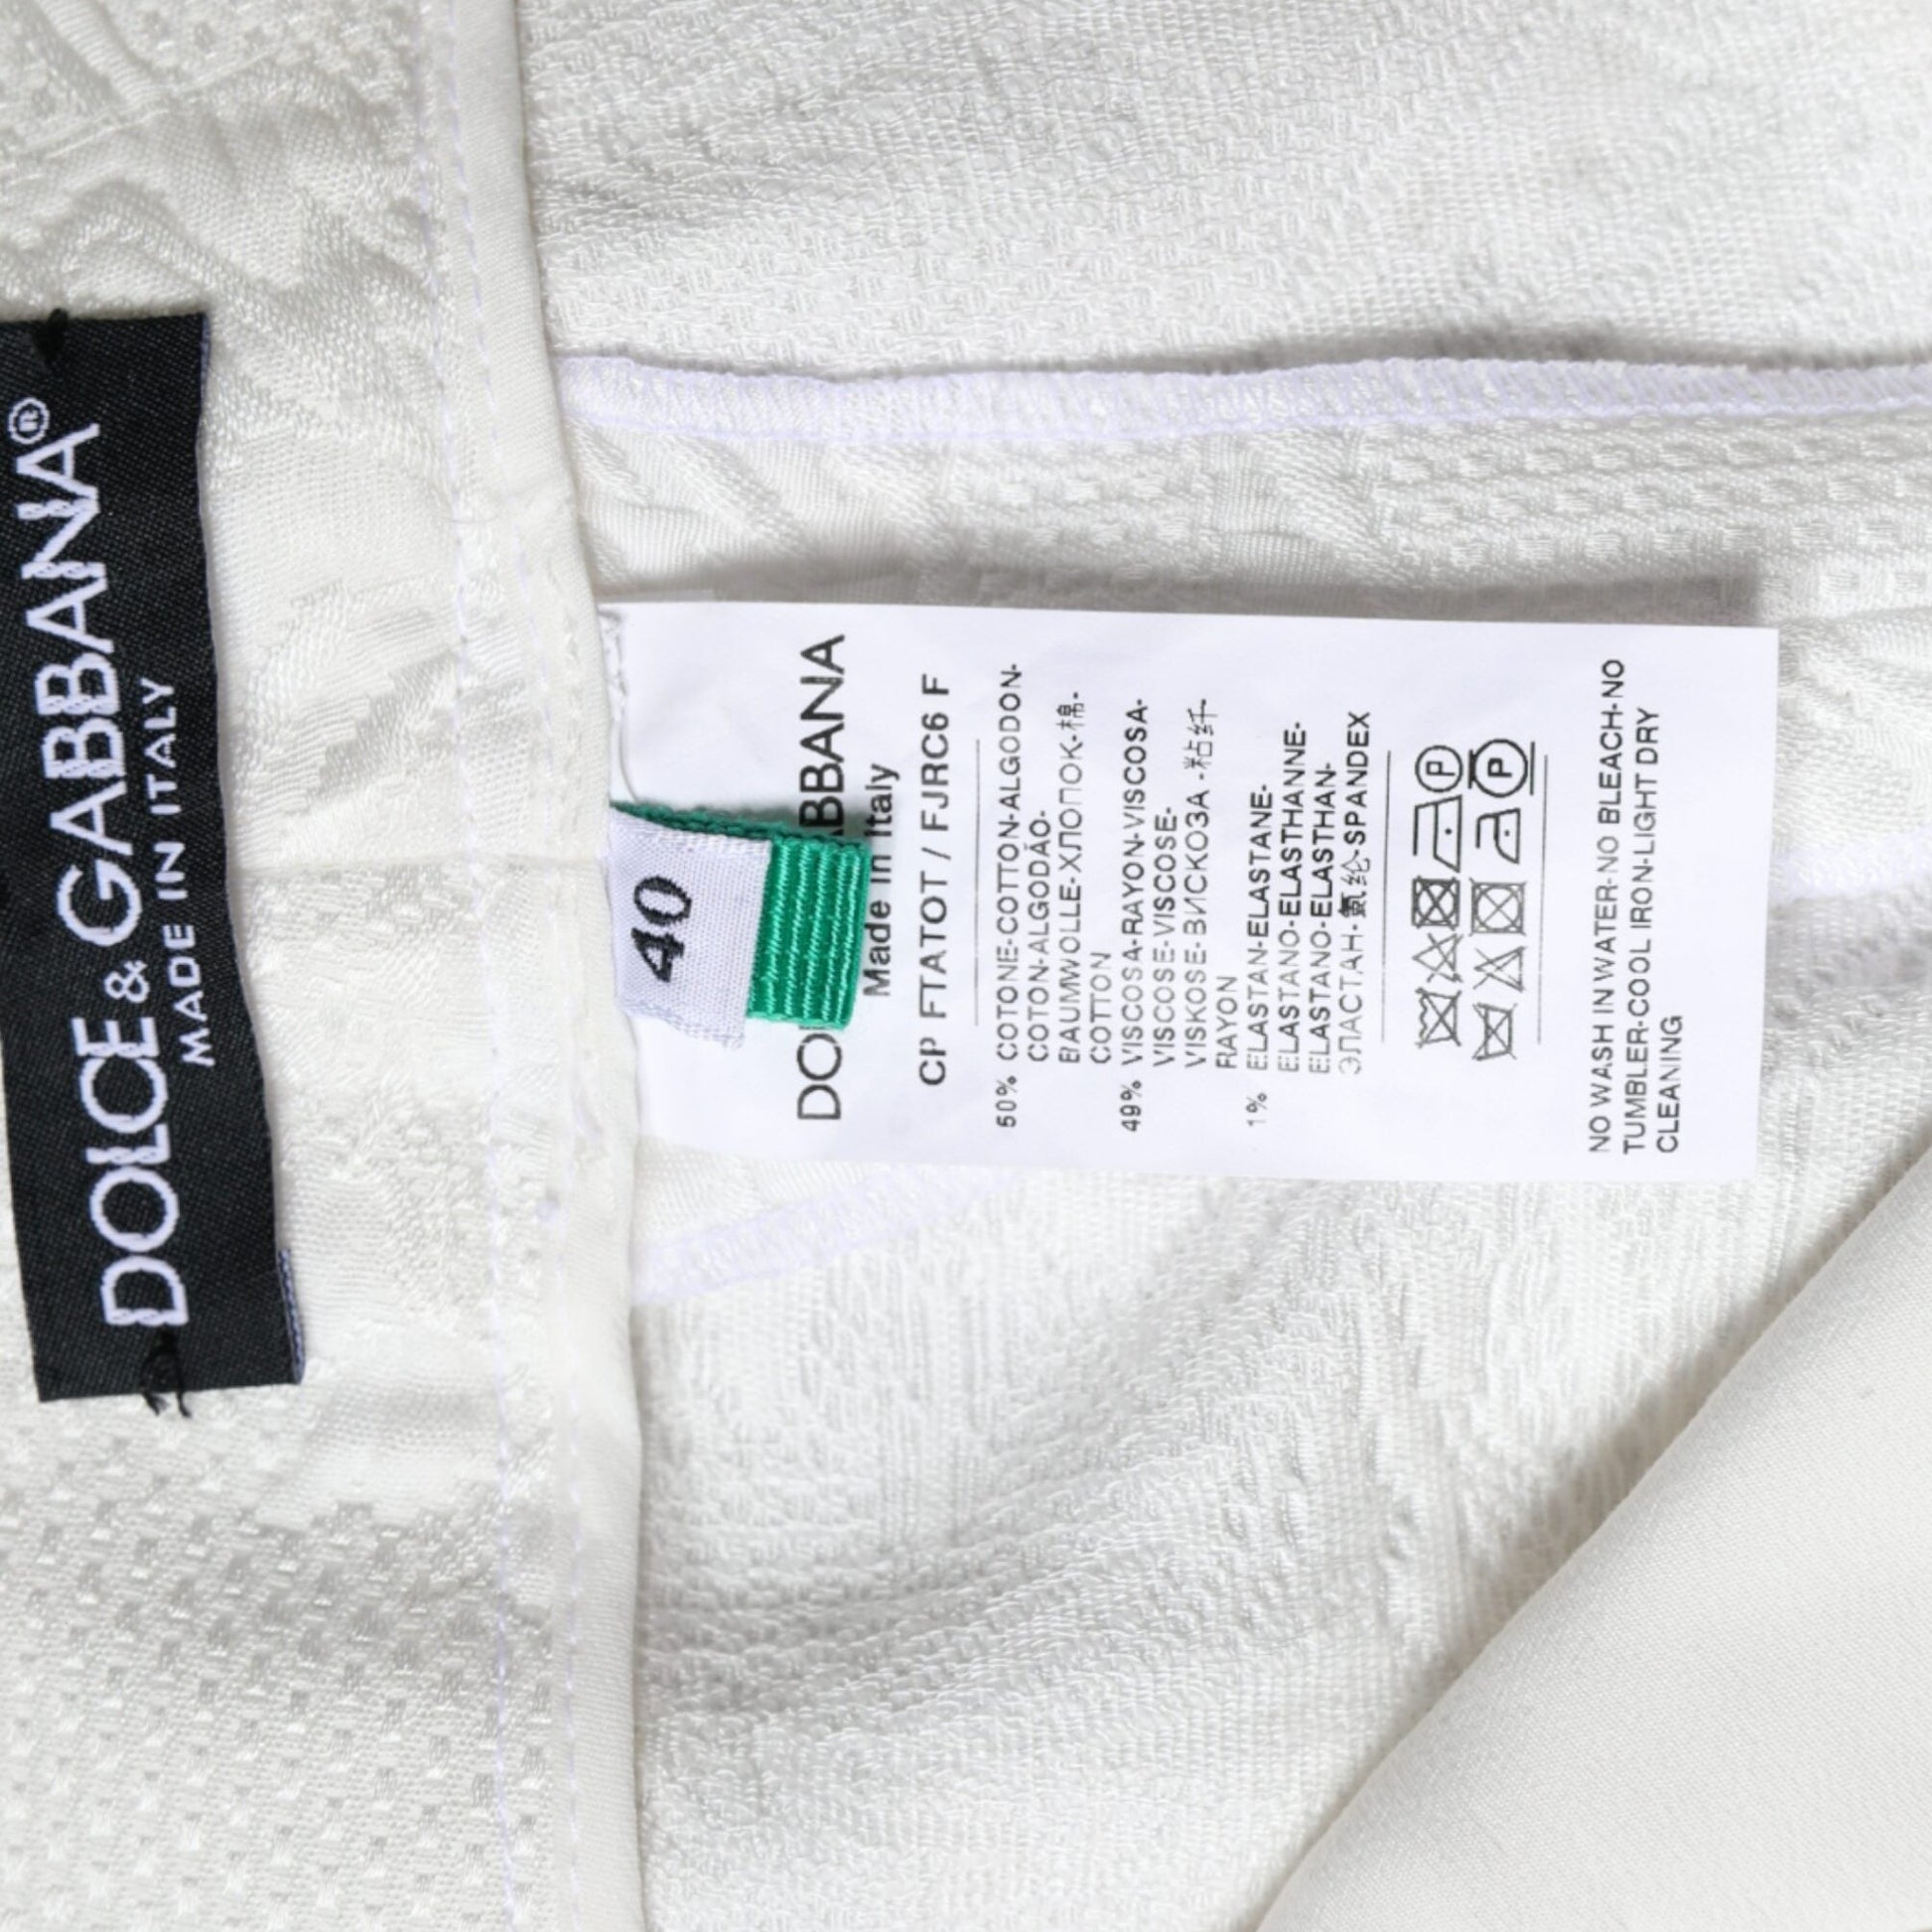 DOLCE & GABBANA®
MADE IN ITALY
40
Made in Italy
CP FTATOT / FJRC6 F
50% COTONE-COTTON-ALGODON-
COTON-ALGODÃO-
BAUMWOLLE-ХЛОПОК-棉-
COTTON
49% VISCOSA-RAYON-VISCOSA-
VISCOSE-VISCOSE-
VISKOSE-ВИСКОЗА -粘纤-
RAYON
1% ELASTAN-ELASTANE-
ELASTANO-ELASTHANNE-
ELASTANO-ELASTHAN-
ЭЛАСТАН-氨纶-SPANDEX
P P
NO WASH IN WATER-NO BLEACH-NO
TUMBLER-COOL IRON-LIGHT DRY
CLEANING